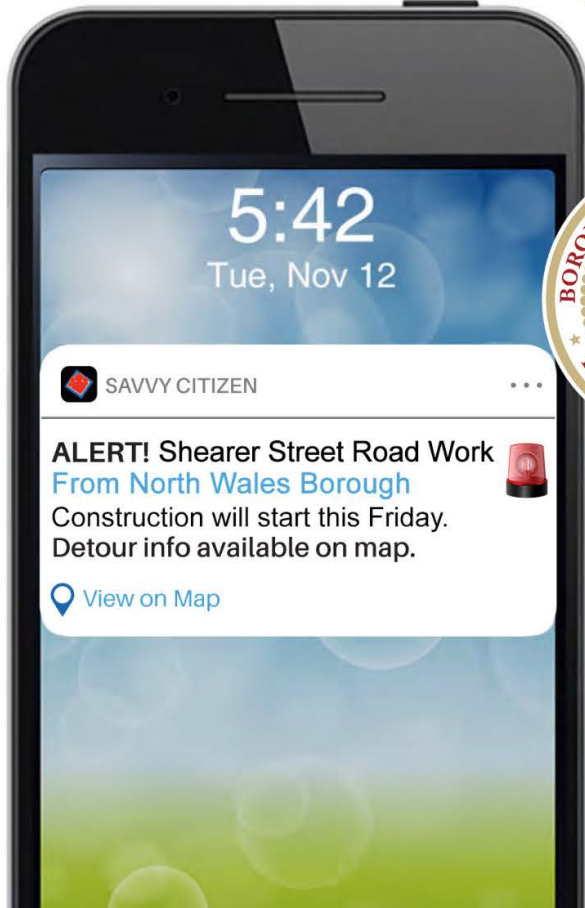 5:42
Tue, Nov 12
SAVVY CITIZEN
ALERT! Shearer Street Road Work
From North Wales Borough
Construction will start this Friday.
Detour info available on map.
View on Map